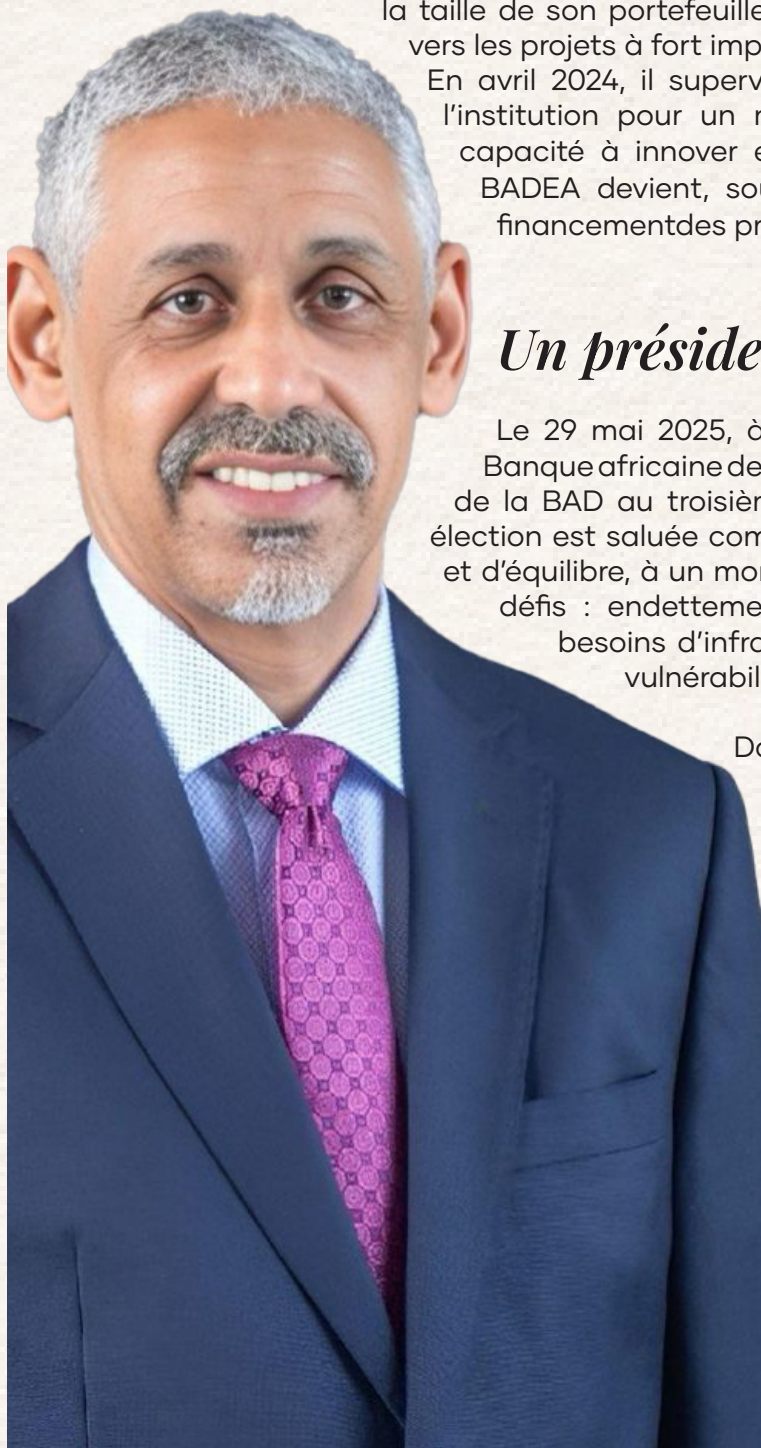 la taille de son portefeuille
vers les projets à fort imp
En avril 2024, il superv
l’institution pour un
capacité à innover
BADEA devient, sou
financementdes pr
Un préside
Le 29 mai 2025, à
Banque africaine de
de la BAD au troisièm
élection est saluée com
et d’équilibre, à un mo
défis : endetteme
besoins d’infra
vulnérabil
Da